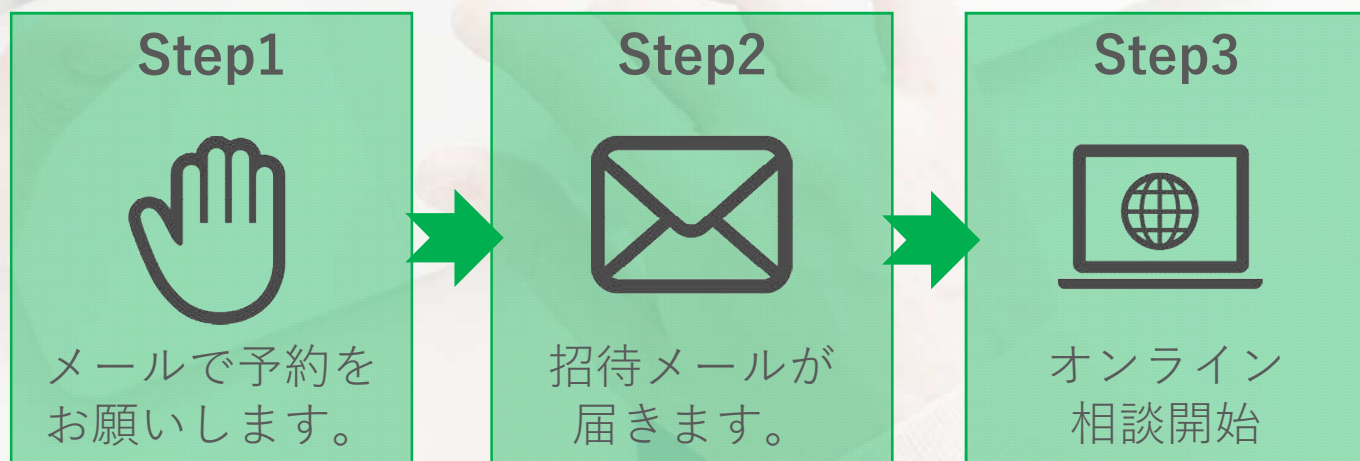 Step1
メールで予約を
お願いします。
Step2
招待メールが
届きます。
Step3
オンライン
相談開始